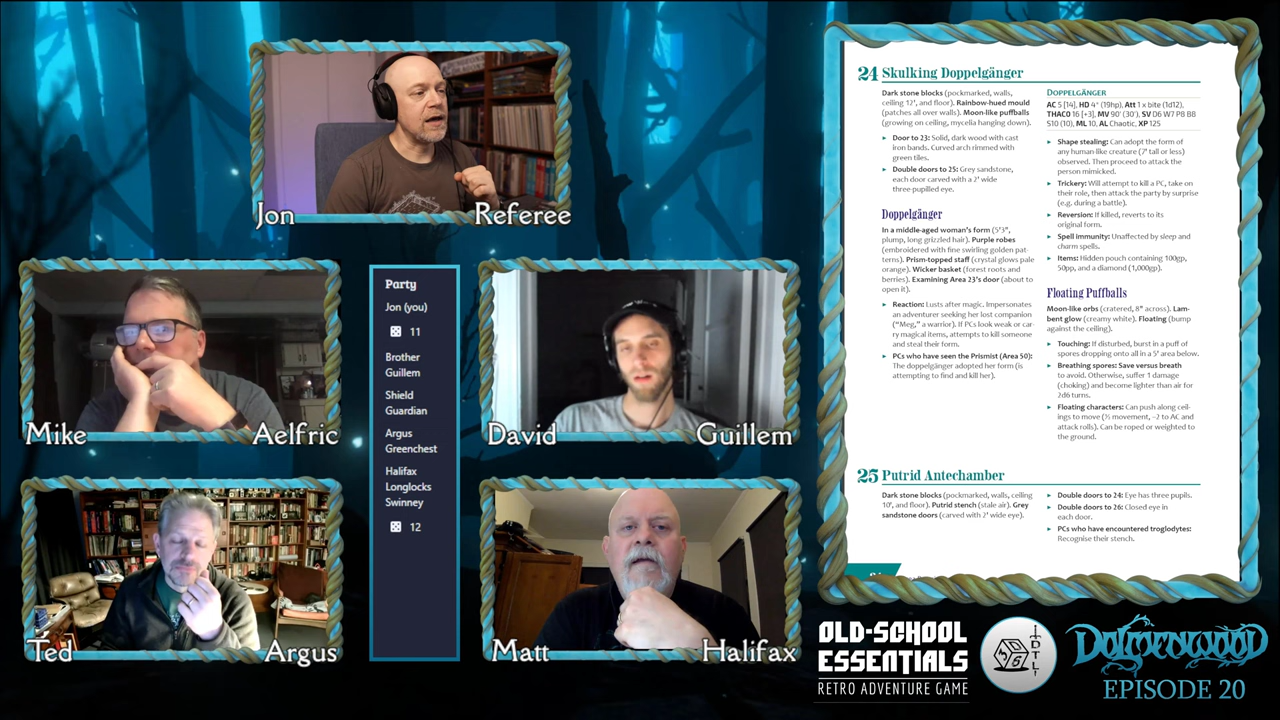 Jon
Referee
Mike
Aelfric
David
Guillem
Ted
Argus
Matt
Halifax
Party
Jon (you)
11
Brother
Guillem
Shield
Guardian
Argus
Greenchest
Halifax
Longlocks
Swinney
12
24 Skulking Doppelgänger
Dark stone blocks (pockmarked, walls,
ceiling 12', and floor). Rainbow-hued mould
(patches all over walls). Moon-like puffballs
(growing on ceiling, mycelia hanging down).
► Door to 23: Solid, dark wood with cast
iron bands. Curved arch rimmed with
green tiles.
► Double doors to 25: Grey sandstone,
each door carved with a 2' wide
three-pupilled eye.
Doppelgänger
In a middle-aged woman's form (5'3",
plump, long grizzled hair). Purple robes
(embroidered with fine swirling golden pat-
terns). Prism-topped staff (crystal glows pale
orange). Wicker basket (forest roots and
berries). Examining Area 23's door (about to
open it).
► Reaction: Lusts after magic. Impersonates
an adventurer seeking her lost companion
("Meg," a warrior). If PCs look weak or car-
ry magical items, attempts to kill someone
and steal their form.
► PCs who have seen the Prismist (Area 50):
The doppelgänger adopted her form (is
attempting to find and kill her).
DOPPELGÄNGER
AC 5 [14], HD 4* (19hp), Att 1 x bite (1d12),
THAC0 16 [+3], MV 90' (30'), SV D6 W7 P8 B8
S10 (10), ML 10, AL Chaotic, XP 125
► Shape stealing: Can adopt the form of
any human-like creature (7' tall or less)
observed. Then proceed to attack the
person mimicked.
► Trickery: Will attempt to kill a PC, take on
their role, then attack the party by surprise
(e.g. during a battle).
► Reversion: If killed, reverts to its
original form.
► Spell immunity: Unaffected by sleep and
charm spells.
► Items: Hidden pouch containing 100gp,
50pp, and a diamond (1,000gp).
Floating Puffballs
Moon-like orbs (cratered, 8" across). Lam-
bent glow (creamy white). Floating (bump
against the ceiling).
► Touching: If disturbed, burst in a puff of
spores dropping onto all in a 5' area below.
► Breathing spores: Save versus breath
to avoid. Otherwise, suffer 1 damage
(choking) and become lighter than air for
2d6 turns.
► Floating characters: Can push along ceil-
ings to move (½ movement, –2 to AC and
attack rolls). Can be roped or weighted to
the ground.
25 Putrid Antechamber
Dark stone blocks (pockmarked, walls, ceiling
10', and floor). Putrid stench (stale air). Grey
sandstone doors (carved with 2' wide eye).
► Double doors to 24: Eye has three pupils.
► Double doors to 26: Closed eye in
each door.
► PCs who have encountered troglodytes:
Recognise their stench.
OLD-SCHOOL
ESSENTIALS
RETRO ADVENTURE GAME
ITDTL
Dolmenwood
EPISODE 20